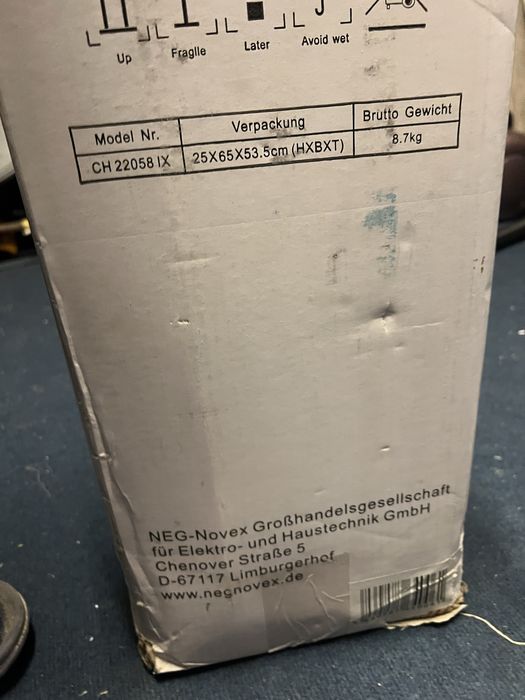 Up Fraglle Later Avoid wet
Model Nr. Verpackung Brutto Gewicht
CH 22058 IX 25X65X53.5cm (HXBXT) 8.7kg
NEG-Novex Großhandelsgesellschaft
für Elektro- und Haustechnik GmbH
Chenover Straße 5
D-67117 Limburgerhof
www.negnovex.de